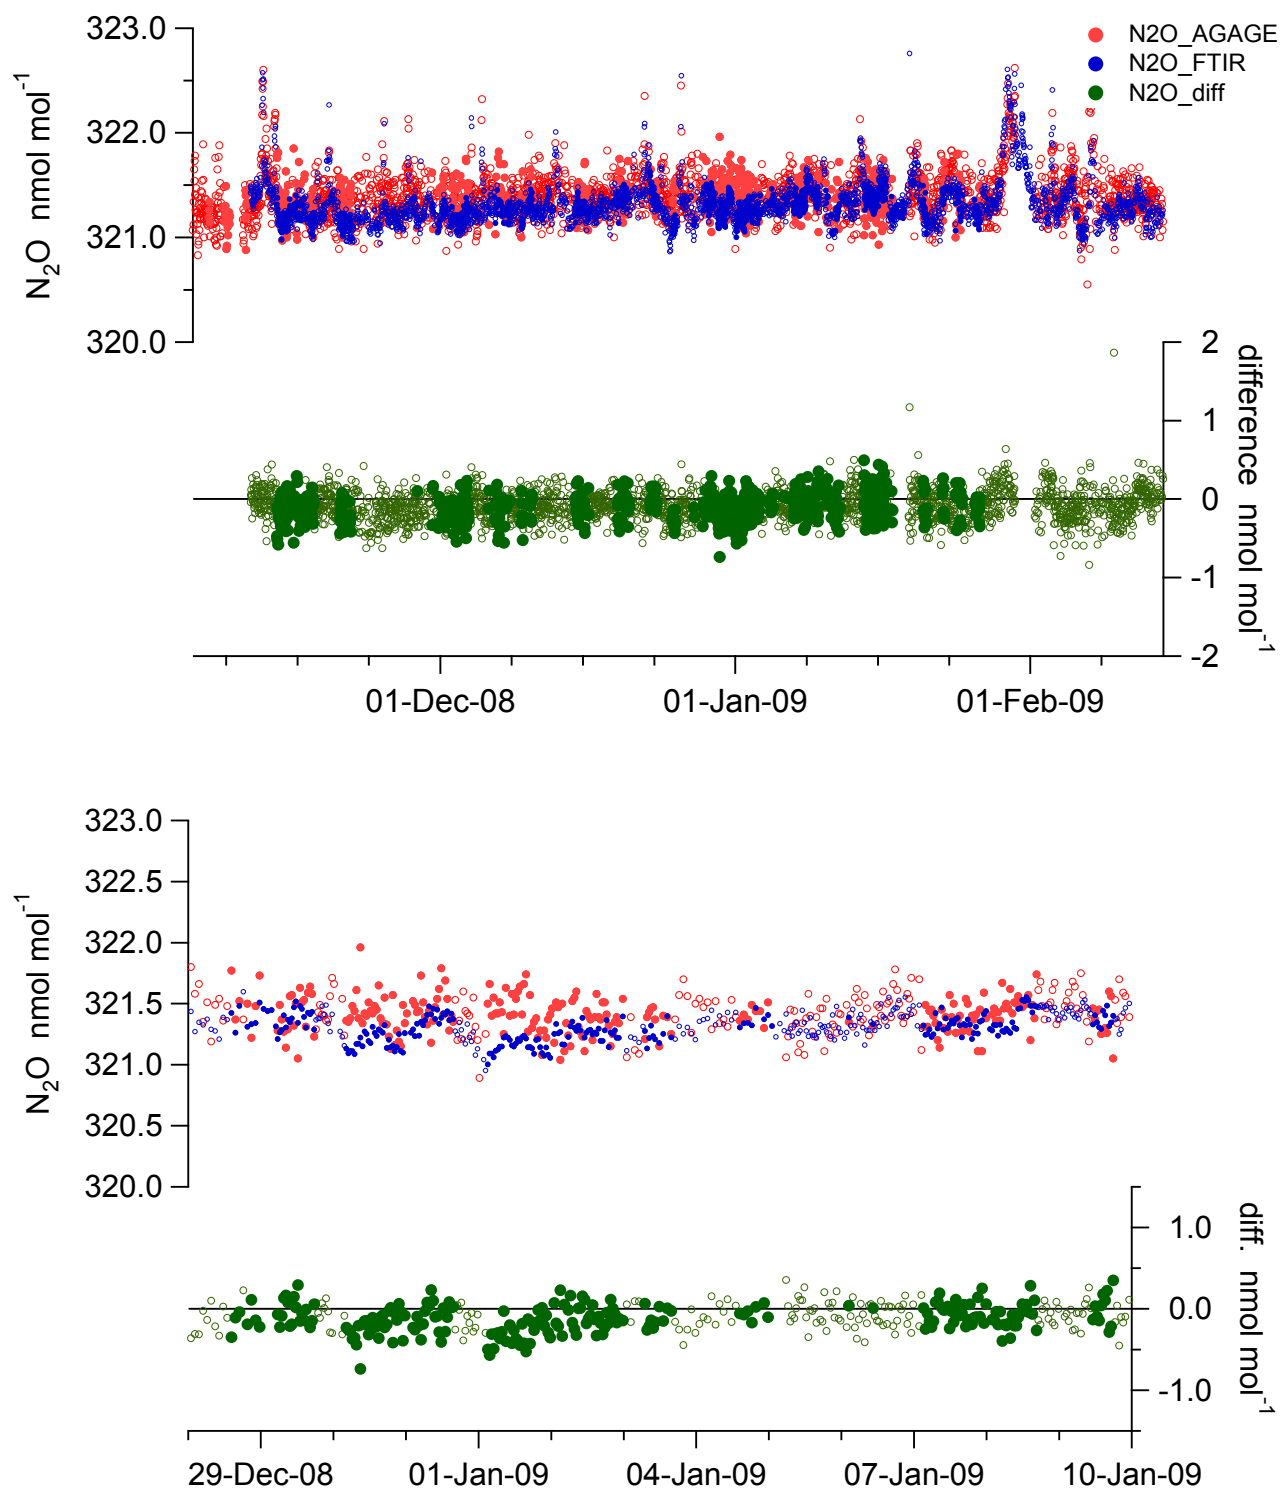 323.0
322.0
321.0
320.0
N2O nmol mol-1
N2O_AGAGE
N2O_FTIR
N2O_diff
2
1
0
-1
-2
difference nmol mol-1
01-Dec-08
01-Jan-09
01-Feb-09
323.0
322.5
322.0
321.5
321.0
320.5
320.0
N2O nmol mol-1
1.0
0.0
-1.0
diff. nmol mol-1
29-Dec-08
01-Jan-09
04-Jan-09
07-Jan-09
10-Jan-09